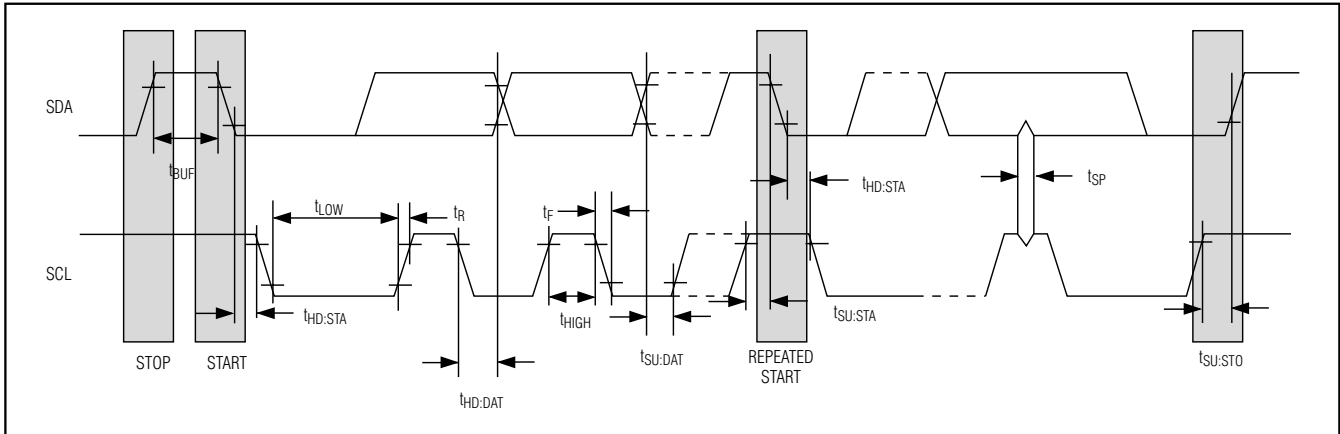 SDA
tBUF
tHD:STA
tSP
tLOW
tR
tF
SCL
tHD:STA
tHIGH
tSU:DAT
tSU:STA
tSU:STO
STOP
START
REPEATED
START
tHD:DAT